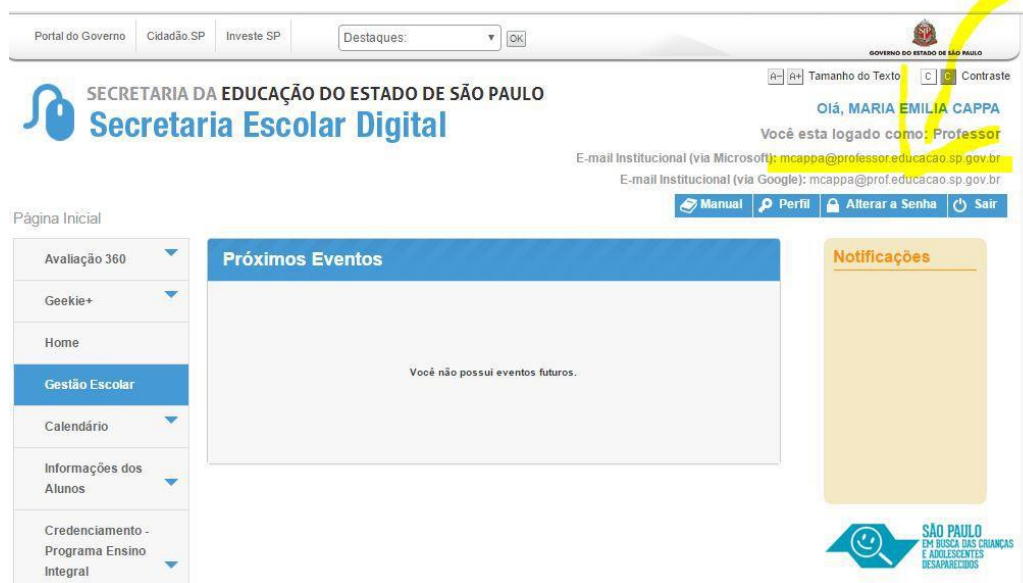 Portal do Governo Cidadão.SP Investe SP Destaques: OK
GOVERNO DO ESTADO DE SÃO PAULO
A- A+ Tamanho do Texto C C Contraste
SECRETARIA DA EDUCAÇÃO DO ESTADO DE SÃO PAULO
Secretaria Escolar Digital
Olá, MARIA EMILIA CAPPA
Você esta logado como: Professor
E-mail Institucional (via Microsoft): mcappa@professor.educacao.sp.gov.br
E-mail Institucional (via Google): mcappa@prof.educacao.sp.gov.br
Manual Perfil Alterar a Senha Sair
Página Inicial
Avaliação 360
Geekie+
Home
Gestão Escolar
Calendário
Informações dos
Alunos
Credenciamento -
Programa Ensino
Integral
Próximos Eventos
Você não possui eventos futuros.
Notificações
SÃO PAULO
EM BUSCA DAS CRIANÇAS
E ADOLESCENTES
DESAPARECIDOS